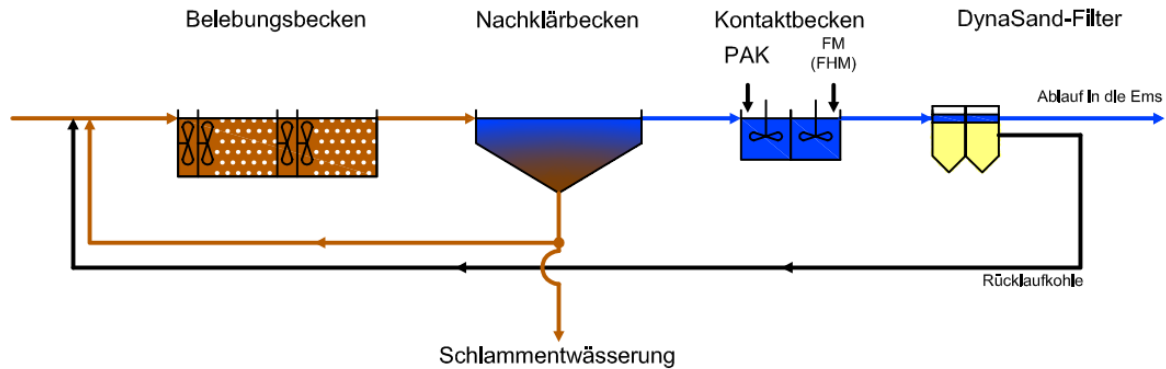 Belebungsbecken
Nachklärbecken
Kontaktbecken
DynaSand-Filter
PAK
FM
(FHM)
Ablauf in die Ems
Rücklaufkohle
Schlammentwässerung